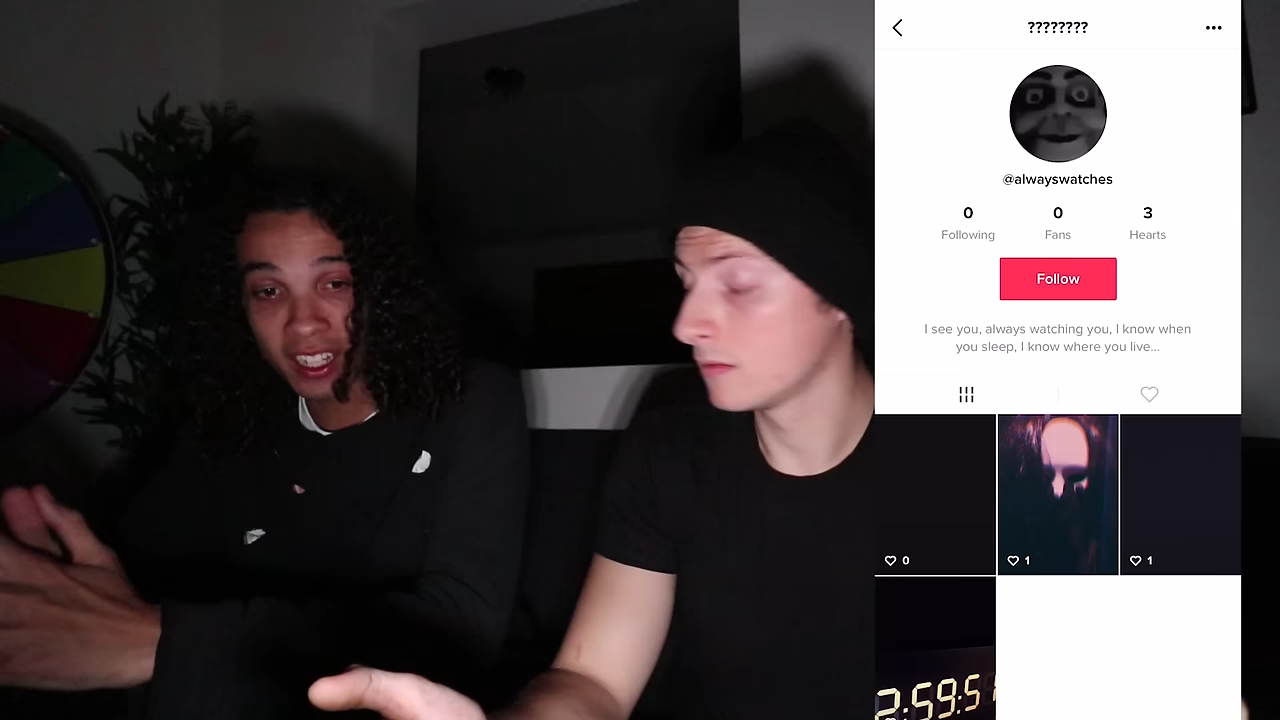 ????????
@alwayswatches
0 0 3
Following Fans Hearts
Follow
I see you, always watching you, I know when
you sleep, I know where you live...
0 1 1
2:59:51